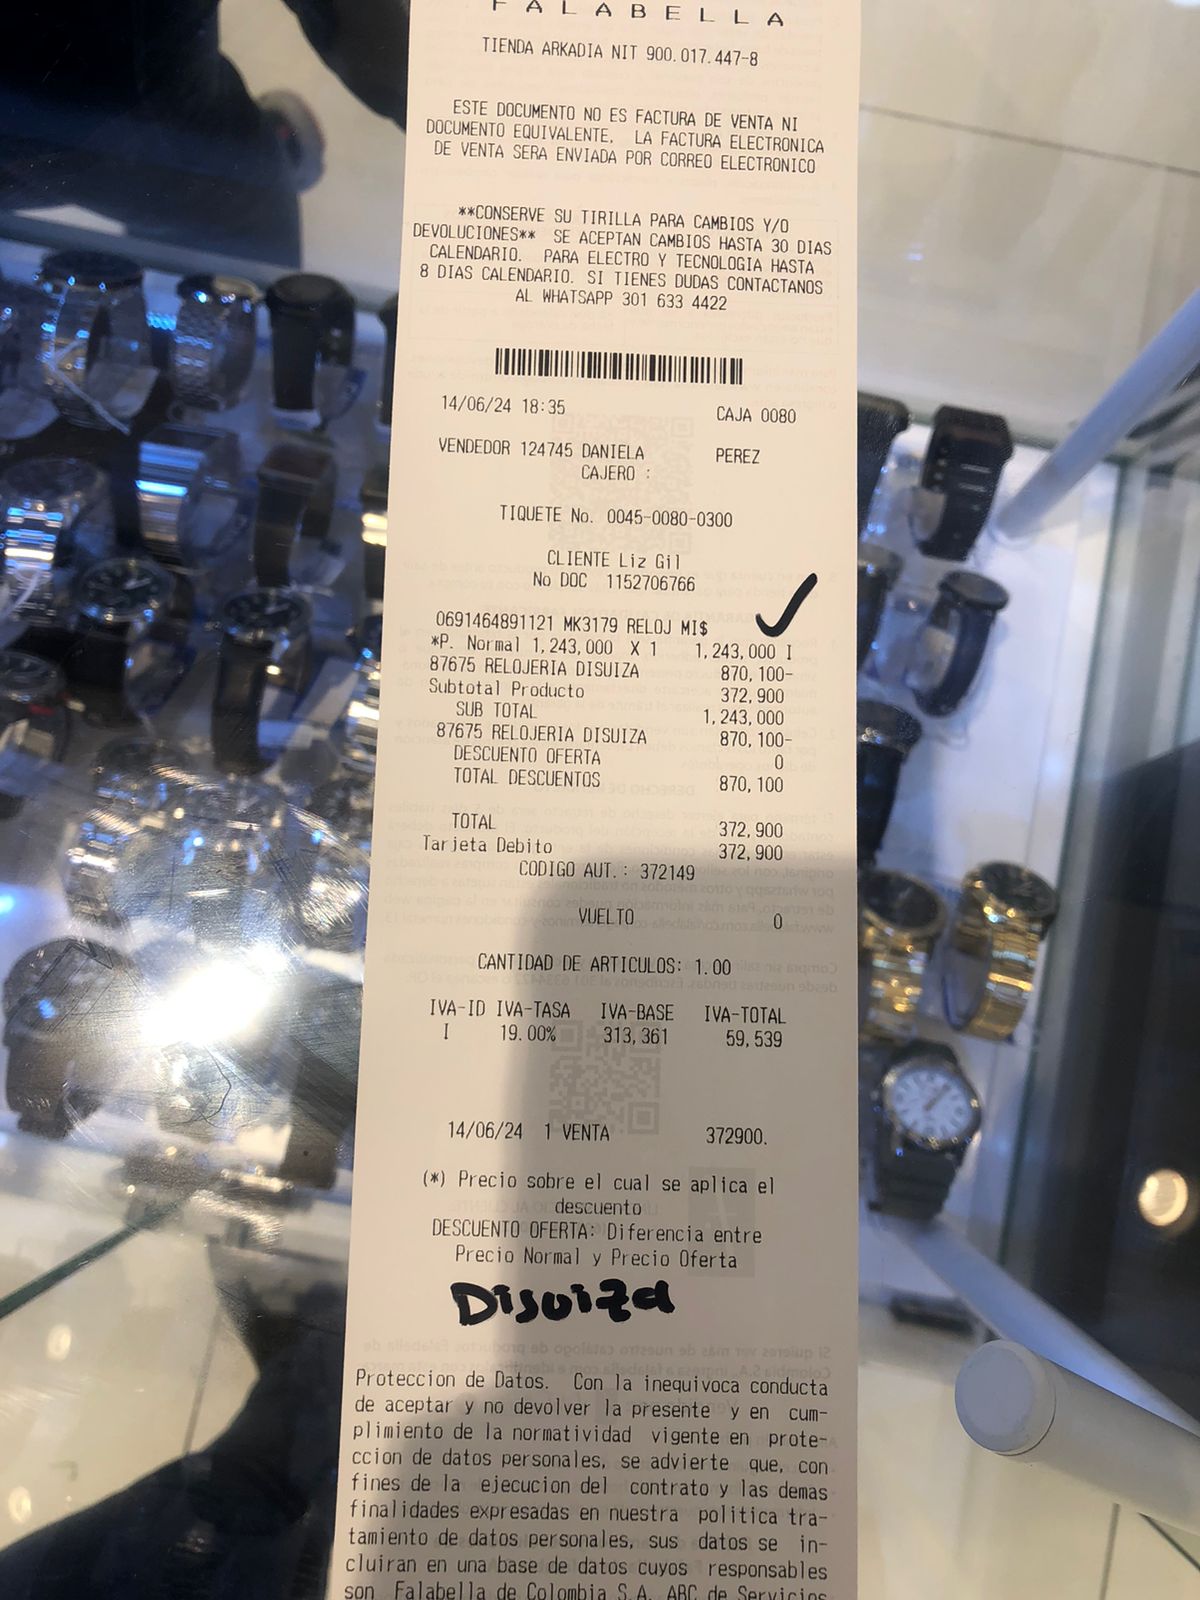 FALABELLA
TIENDA ARKADIA NIT 900.017.447-8
ESTE DOCUMENTO NO ES FACTURA DE VENTA NI
DOCUMENTO EQUIVALENTE. LA FACTURA ELECTRONICA
DE VENTA SERA ENVIADA POR CORREO ELECTRONICO
**CONSERVE SU TIRILLA PARA CAMBIOS Y/O
DEVOLUCIONES** SE ACEPTAN CAMBIOS HASTA 30 DIAS
CALENDARIO. PARA ELECTRO Y TECNOLOGIA HASTA
8 DIAS CALENDARIO. SI TIENES DUDAS CONTACTANOS
AL WHATSAPP 301 633 4422
14/06/24 18:35 CAJA 0080
VENDEDOR 124745 DANIELA PEREZ
CAJERO :
TIQUETE No. 0045-0080-0300
CLIENTE Liz Gil
No DOC 1152706766
0691464891121 MK3179 RELOJ MI$
*P. Normal 1,243,000 X 1 1,243,000 I
87675 RELOJERIA DISUIZA 870,100-
Subtotal Producto 372,900
SUB TOTAL 1,243,000
87675 RELOJERIA DISUIZA 870,100-
DESCUENTO OFERTA 0
TOTAL DESCUENTOS 870,100
TOTAL 372,900
Tarjeta Debito 372,900
CODIGO AUT.: 372149
VUELTO 0
CANTIDAD DE ARTICULOS: 1.00
IVA-ID IVA-TASA IVA-BASE IVA-TOTAL
I 19.00% 313,361 59,539
14/06/24 1 VENTA 372900.
(*) Precio sobre el cual se aplica el
descuento
DESCUENTO OFERTA: Diferencia entre
Precio Normal y Precio Oferta
Disuiza
Proteccion de Datos. Con la inequivoca conducta
de aceptar y no devolver la presente y en cum-
plimiento de la normatividad vigente en prote-
ccion de datos personales, se advierte que, con
fines de la ejecucion del contrato y las demas
finalidades expresadas en nuestra politica tra-
tamiento de datos personales, sus datos se in-
cluiran en una base de datos cuyos responsables
son Falabella de Colombia S.A. ABC de Servicios